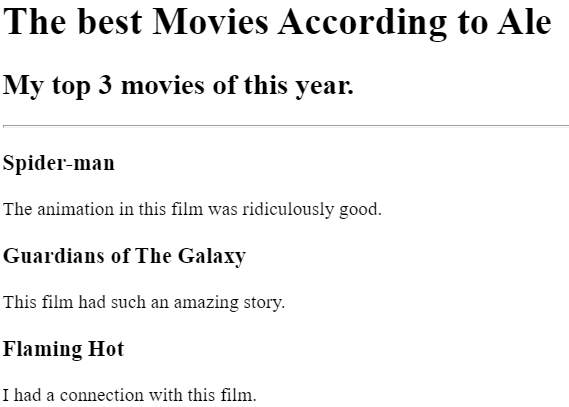 The best Movies According to Ale
My top 3 movies of this year.
Spider-man
The animation in this film was ridiculously good.
Guardians of The Galaxy
This film had such an amazing story.
Flaming Hot
I had a connection with this film.